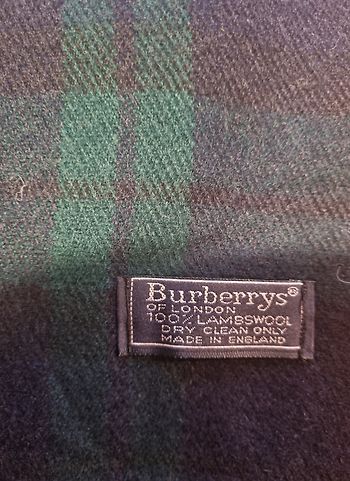 Burberrys®
OF LONDON
100% LAMBSWOOL
DRY CLEAN ONLY
MADE IN ENGLAND